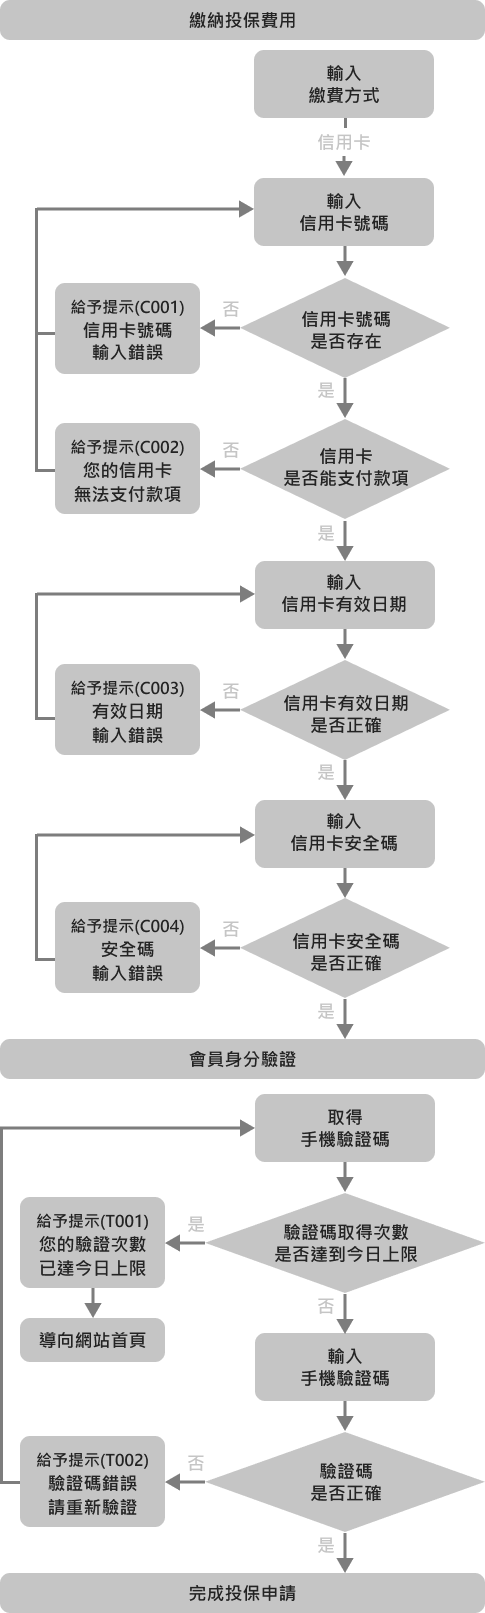 繳納投保費用
輸入
繳費方式
信用卡
輸入
信用卡號碼
信用卡號碼
是否存在
否
給予提示(C001)
信用卡號碼
輸入錯誤
是
信用卡
是否能支付款項
否
給予提示(C002)
您的信用卡
無法支付款項
是
輸入
信用卡有效日期
信用卡有效日期
是否正確
否
給予提示(C003)
有效日期
輸入錯誤
是
輸入
信用卡安全碼
信用卡安全碼
是否正確
否
給予提示(C004)
安全碼
輸入錯誤
是
會員身分驗證
取得
手機驗證碼
驗證碼取得次數
是否達到今日上限
是
給予提示(T001)
您的驗證次數
已達今日上限
導向網站首頁
否
輸入
手機驗證碼
驗證碼
是否正確
否
給予提示(T002)
驗證碼錯誤
請重新驗證
是
完成投保申請